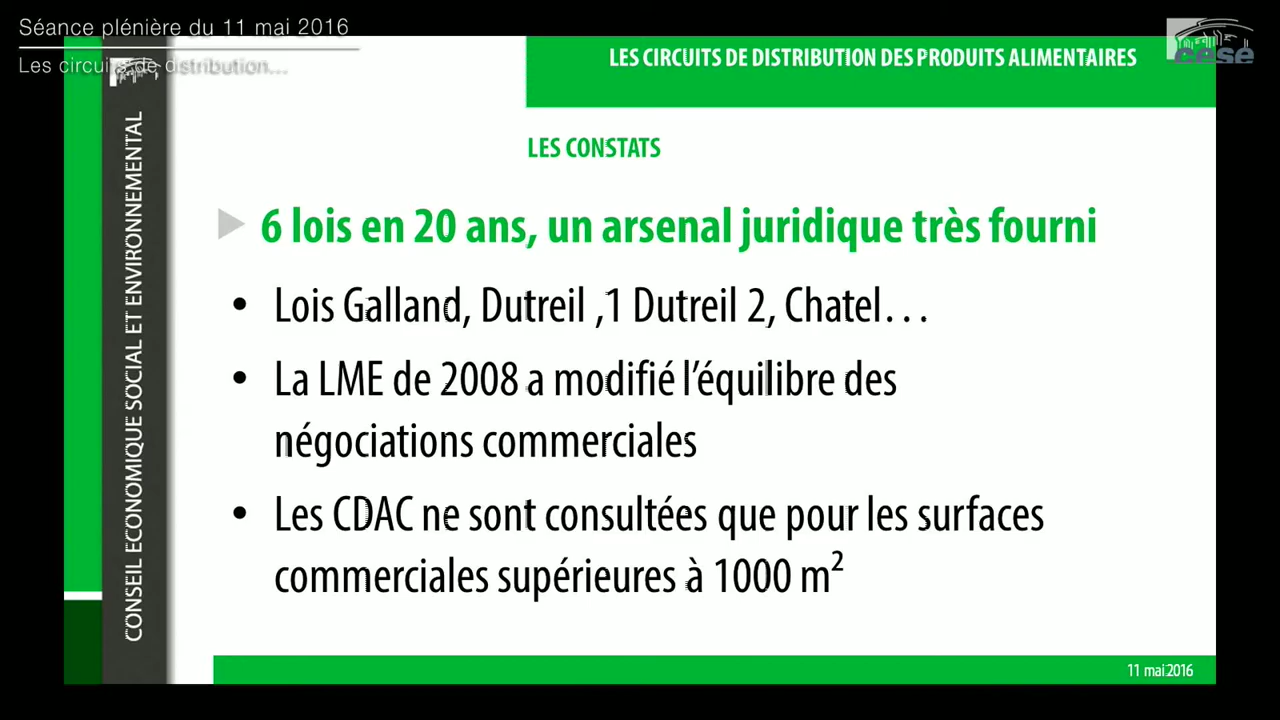 Séance plénière du 11 mai 2016
Les circuits de distribution...
cese
LES CIRCUITS DE DISTRIBUTION DES PRODUITS ALIMENTAIRES
CONSEIL ECONOMIQUE SOCIAL ET ENVIRONNEMENTAL
LES CONSTATS
6 lois en 20 ans, un arsenal juridique très fourni
• Lois Galland, Dutreil ,1 Dutreil 2, Chatel...
• La LME de 2008 a modifié l’équilibre des
négociations commerciales
• Les CDAC ne sont consultées que pour les surfaces
commerciales supérieures à 1000 m²
11 mai 2016